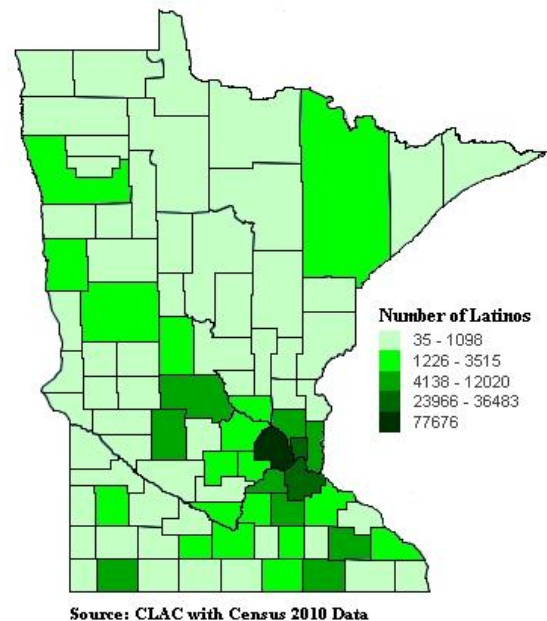 Number of Latinos
35 - 1098
1226 - 3515
4138 - 12020
23966 - 36483
77676
Source: CLAC with Census 2010 Data